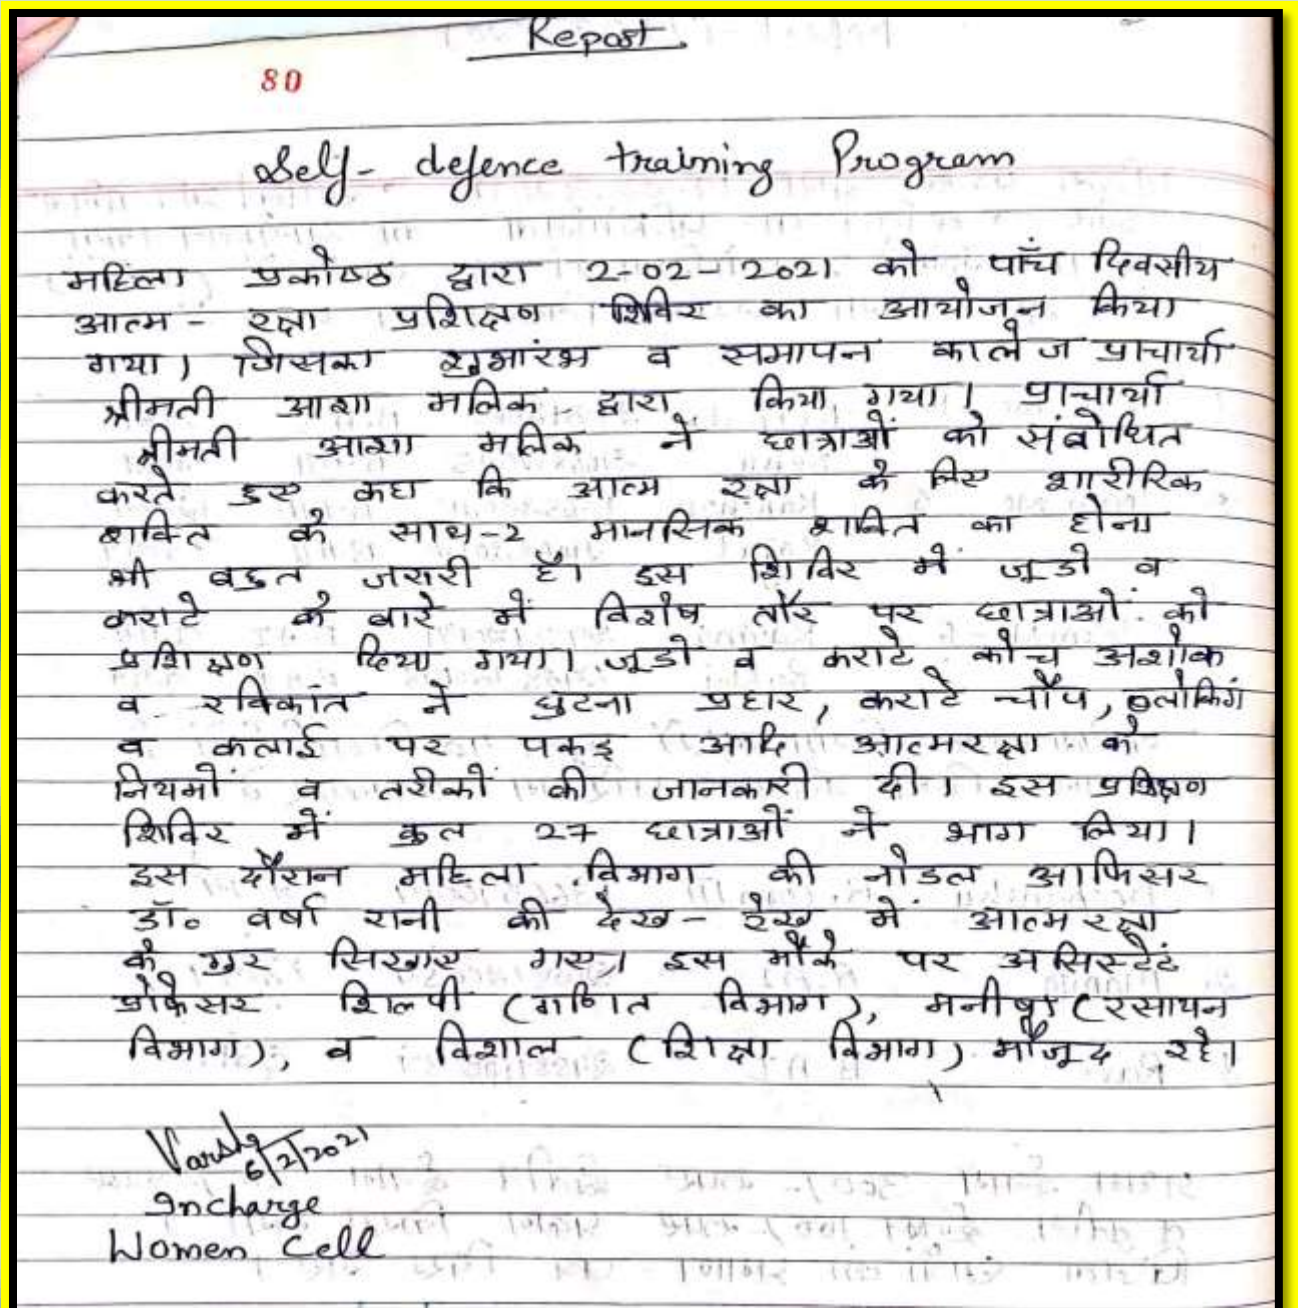 Report
80
Self- defence training Program
महिला प्रकोष्ठ द्वारा 2-02-2021 को पाँच दिवसीय
आत्म - रक्षा प्रशिक्षण शिविर का आयोजन किया
गया। जिसका शुभारंभ व समापन कालेज प्राचार्या
श्रीमती आशा मलिक द्वारा किया गया। प्राचार्या
श्रीमती आशा मलिक ने छात्राओं को संबोधित
करते हुए कहा कि आत्म रक्षा के लिए शारीरिक
शक्ति के साथ-2 मानसिक शक्ति का होना
भी बहुत जरूरी है। इस शिविर में जूडो व
कराटे के बारे में विशेष तौर पर छात्राओं को
प्रशिक्षण दिया गया। जूडो व कराटे कोच अशोक
व रविकांत ने घुटना प्रहार, कराटे चौप, ब्लोकिंग
व कलाई पर पकड़ आदि आत्मरक्षा के
नियमों व तरीकों की जानकारी दी। इस प्रशिक्षण
शिविर में कुल 27 छात्राओं ने भाग लिया।
इस दौरान महिला विभाग की नोडल आफिसर
डॉ॰ वर्षा रानी की देख- रेख में आत्म रक्षा
के गुर सिखाए गए। इस मौके पर असिस्टेंट
प्रोफेसर शिल्पी (गणित विभाग), मनीषा (रसायन
विभाग), व विशाल (शिक्षा विभाग) मौजूद रहे।
Varsha
6/2/2021
Incharge
Women Cell